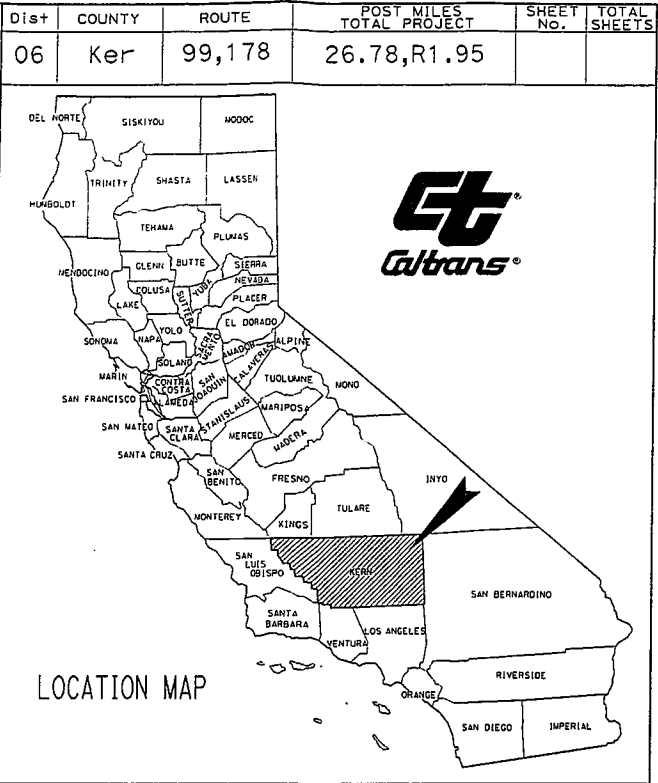 Dist COUNTY ROUTE POST MILES TOTAL PROJECT SHEET No. TOTAL SHEETS
06 Ker 99,178 26.78,R1.95
DEL NORTE
SISKIYOU
MODOC
TRINITY
SHASTA
LASSEN
HUMBOLDT
TEHAMA
PLUMAS
MENDOCINO
GLENN
BUTTE
SIERRA
NEVADA
COLUSA
SUTTER
YUBA
PLACER
LAKE
EL DORADO
SONOMA
NAPA
YOLO
SACRA
MENTO
AMADOR
ALPINE
SOLANO
CALAVERAS
MARIN
CONTRA
COSTA
SAN
JOAQUIN
TUOLUMNE
MONO
SAN FRANCISCO
ALAMEDA
STANISLAUS
MARIPOSA
SAN MATEO
SANTA
CLARA
MERCED
MADERA
SANTA CRUZ
SAN
BENITO
FRESNO
INYO
MONTEREY
KINGS
TULARE
SAN
LUIS
OBISPO
KERN
SAN BERNARDINO
SANTA
BARBARA
VENTURA
LOS ANGELES
RIVERSIDE
ORANGE
SAN DIEGO
IMPERIAL
Ct®
Caltrans®
LOCATION MAP